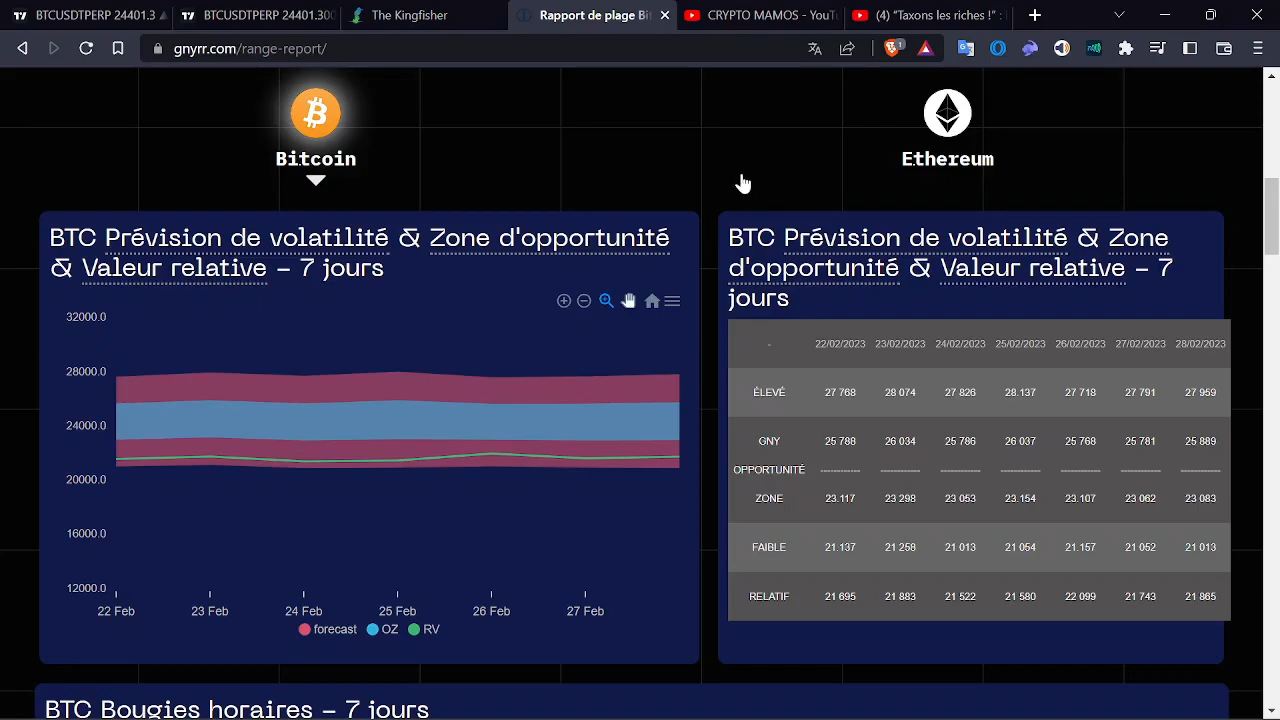 BTCUSDTPERP 24401.3
BTCUSDTPERP 24401.300
The Kingfisher
Rapport de plage Bi
CRYPTO MAMOS - YouTu
(4) “Taxons les riches !” :
gnyrr.com/range-report/
1
Bitcoin
Ethereum
BTC Prévision de volatilité & Zone d'opportunité
& Valeur relative – 7 jours
32000.0
28000.0
24000.0
20000.0
16000.0
12000.0
22 Feb 23 Feb 24 Feb 25 Feb 26 Feb 27 Feb
forecast OZ RV
BTC Prévision de volatilité & Zone
d'opportunité & Valeur relative – 7
jours
- 22/02/2023 23/02/2023 24/02/2023 25/02/2023 26/02/2023 27/02/2023 28/02/2023
ÉLEVÉ 27 768 28 074 27 826 28.137 27 718 27 791 27 959
GNY 25 788 26 034 25 786 26 037 25 768 25 781 25 889
OPPORTUNITÉ ------------ ------------ ------------ ------------ ------------ ------------ ------------
ZONE 23.117 23 298 23 053 23.154 23.107 23 062 23 083
FAIBLE 21.137 21 258 21 013 21 054 21.157 21 052 21 013
RELATIF 21 695 21 883 21 522 21 580 22 099 21 743 21 865
BTC Bougies horaires – 7 jours